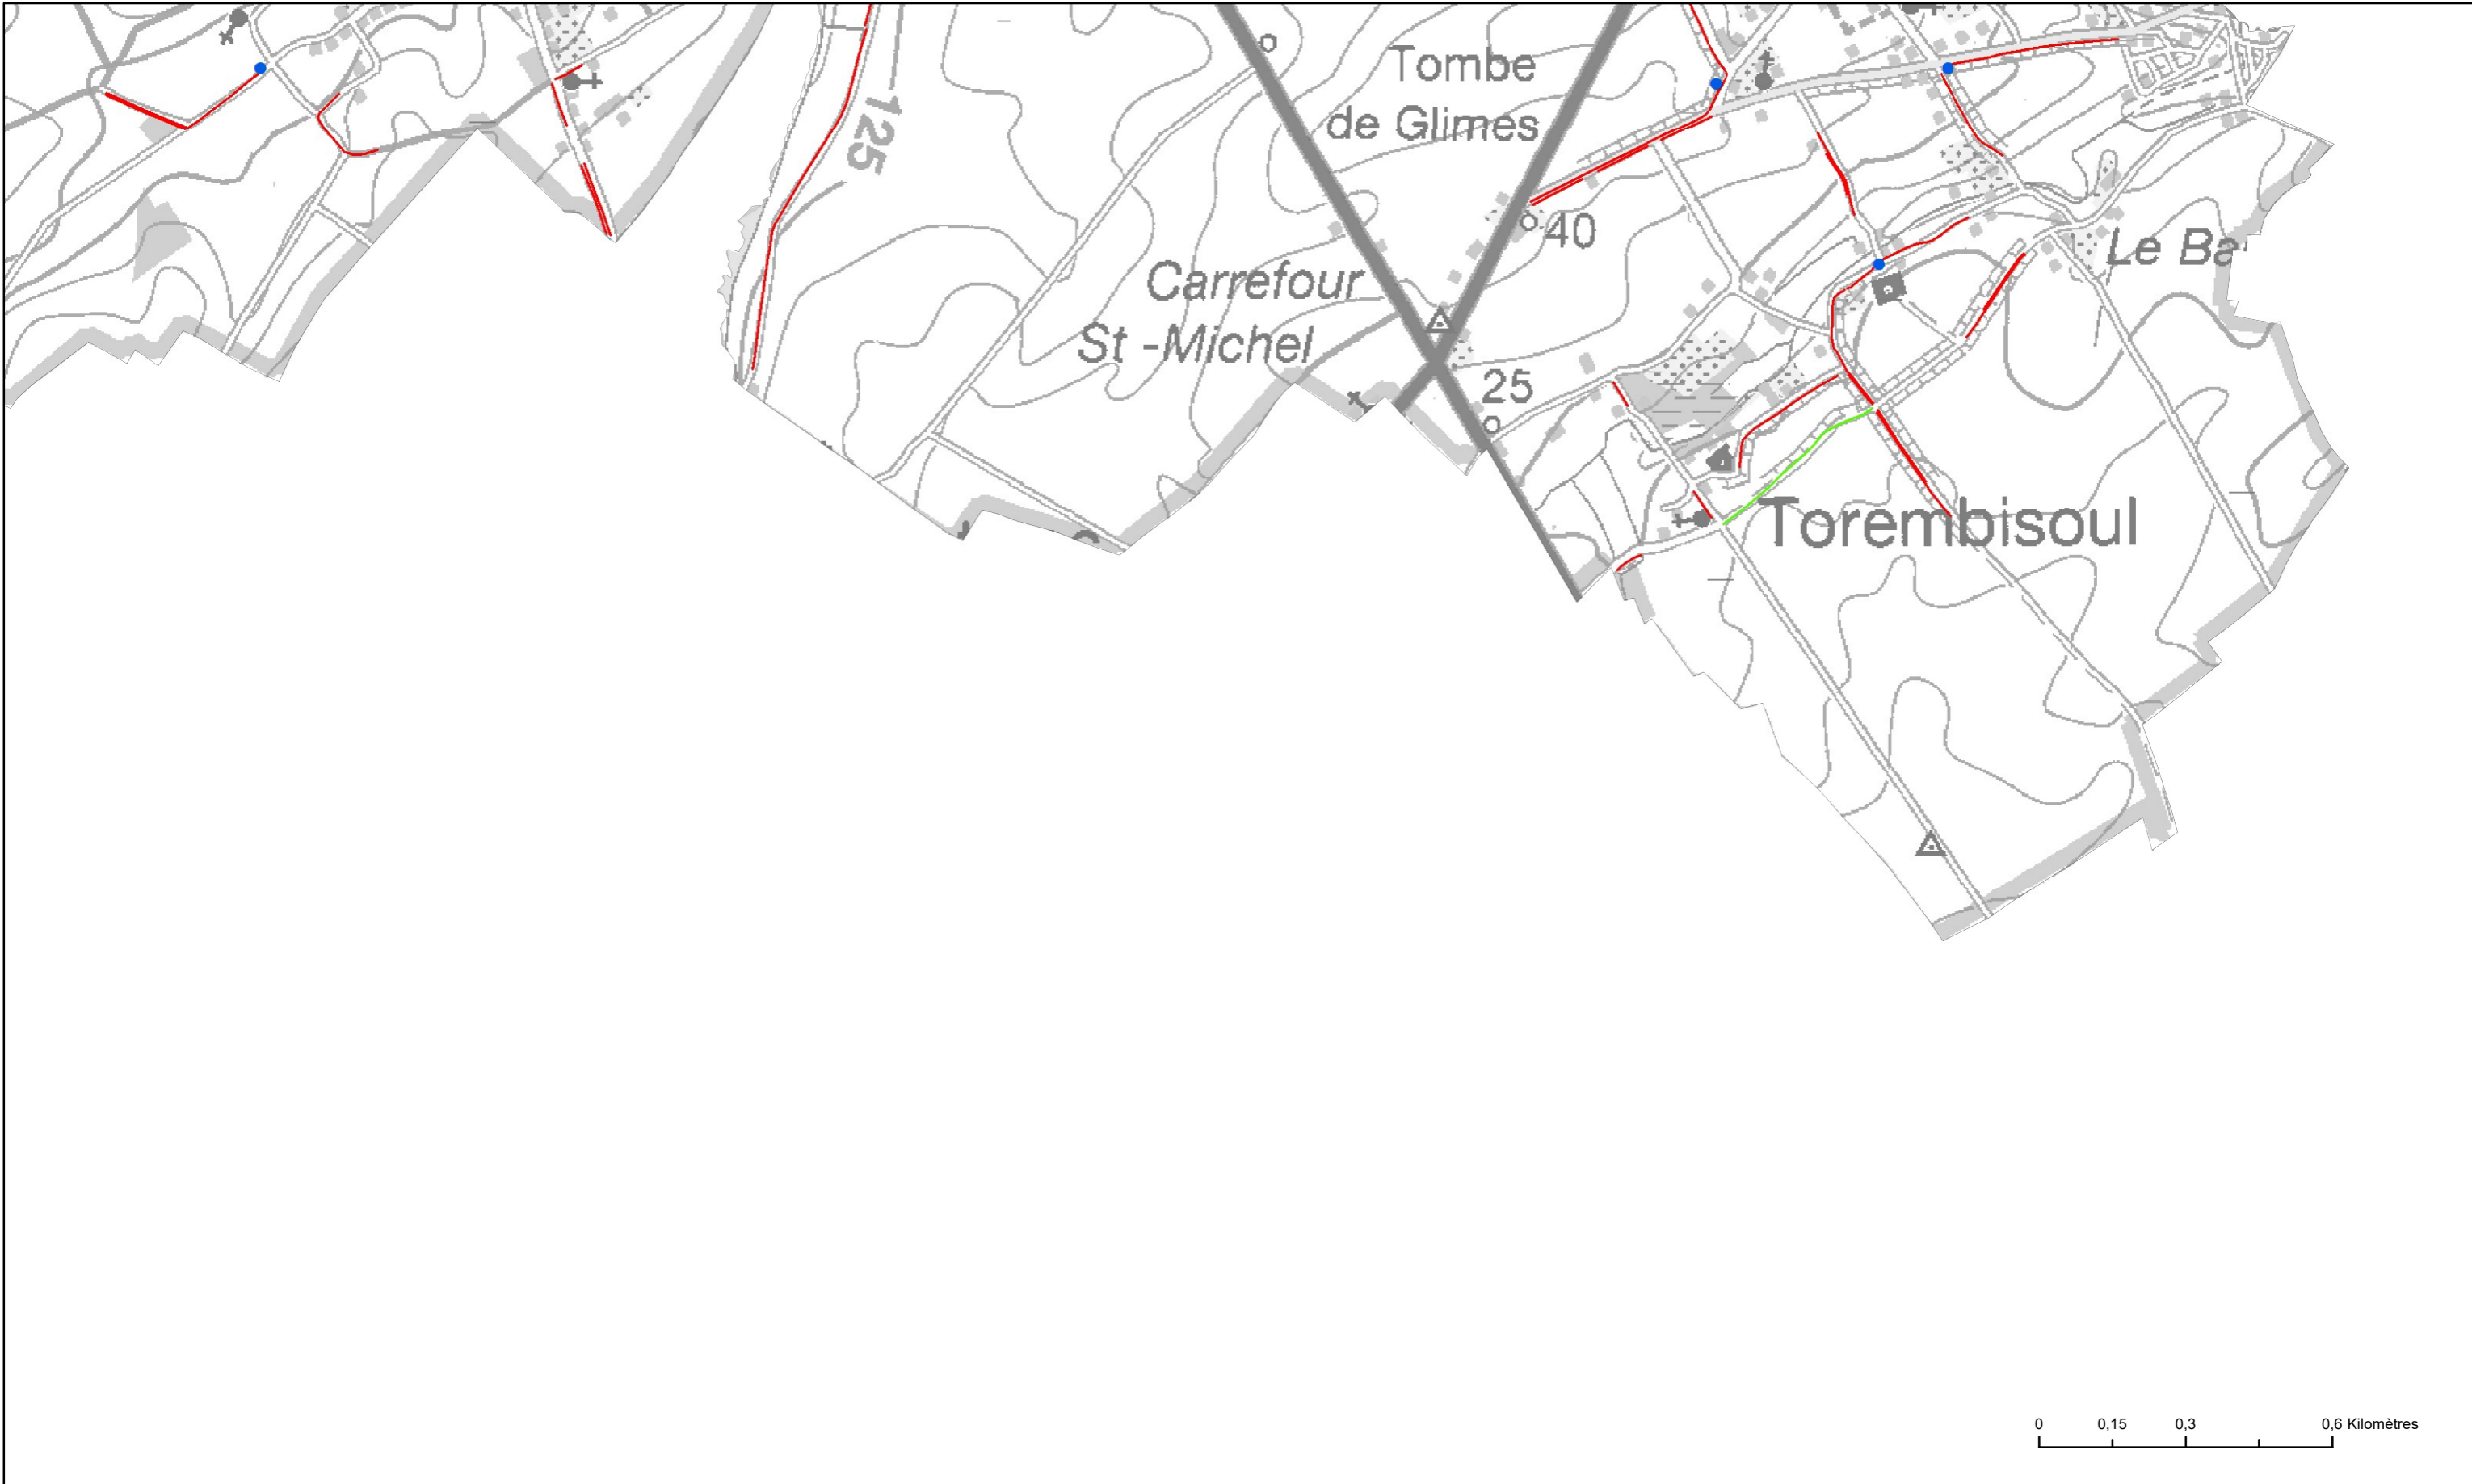 Tombe
de Glimes
125
40
Carrefour
St -Michel
Le Ba
25
Torembisoul
0 0,15 0,3 0,6 Kilomètres